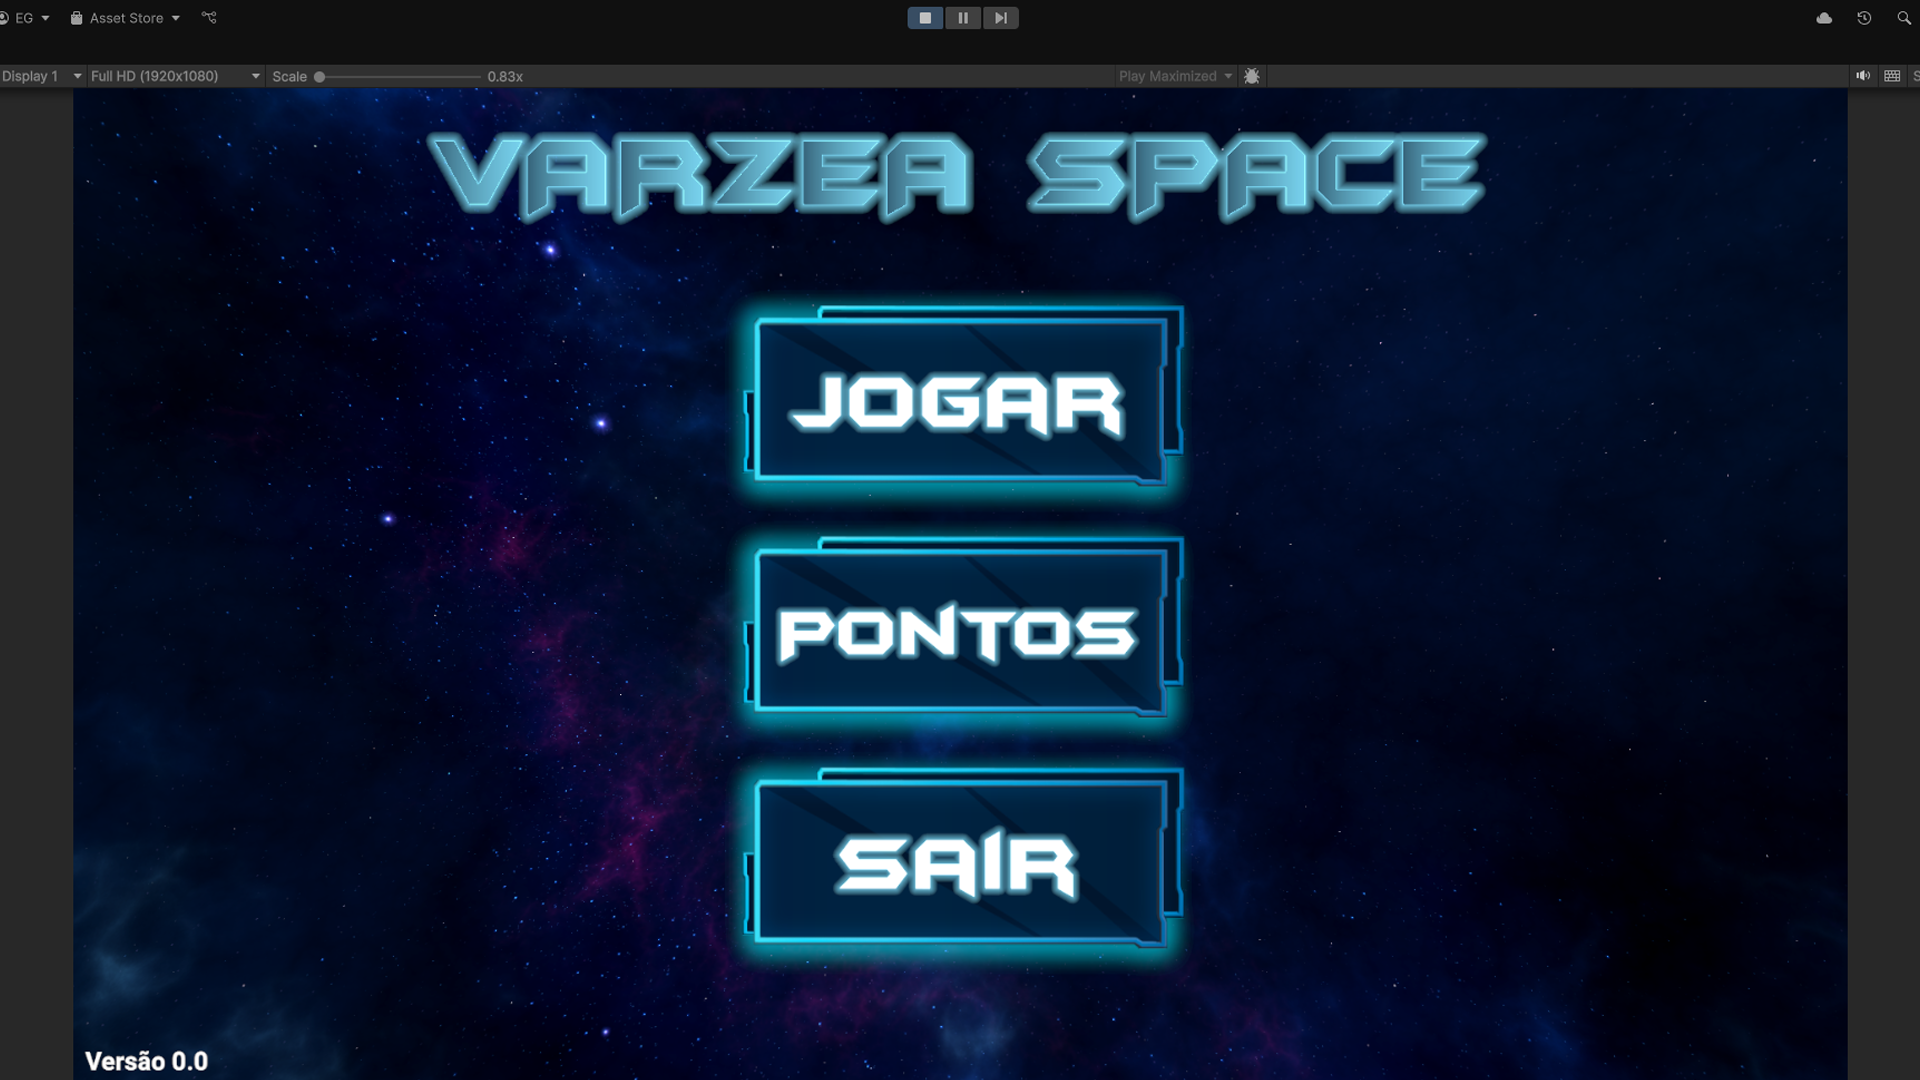 EG Asset Store
Display 1 Full HD (1920x1080) Scale 0.83x Play Maximized
VARZEA SPACE
JOGAR
PONTOS
SAIR
Versão 0.0